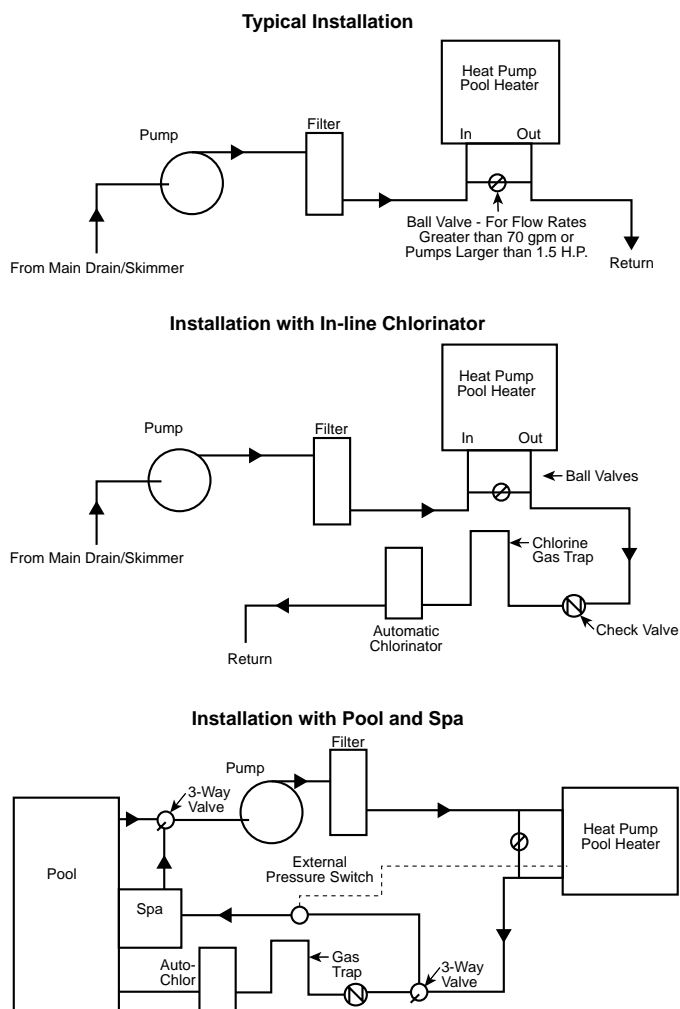 Typical Installation
Heat Pump
Pool Heater
In
Out
Filter
Pump
Ball Valve - For Flow Rates
Greater than 70 gpm or
Pumps Larger than 1.5 H.P.
From Main Drain/Skimmer
Return
Installation with In-line Chlorinator
Heat Pump
Pool Heater
In
Out
Filter
Pump
Ball Valves
From Main Drain/Skimmer
Chlorine
Gas Trap
Automatic
Chlorinator
Check Valve
Return
Installation with Pool and Spa
Filter
Pump
3-Way
Valve
Heat Pump
Pool Heater
Pool
External
Pressure Switch
Spa
Auto-
Chlor
Gas
Trap
3-Way
Valve